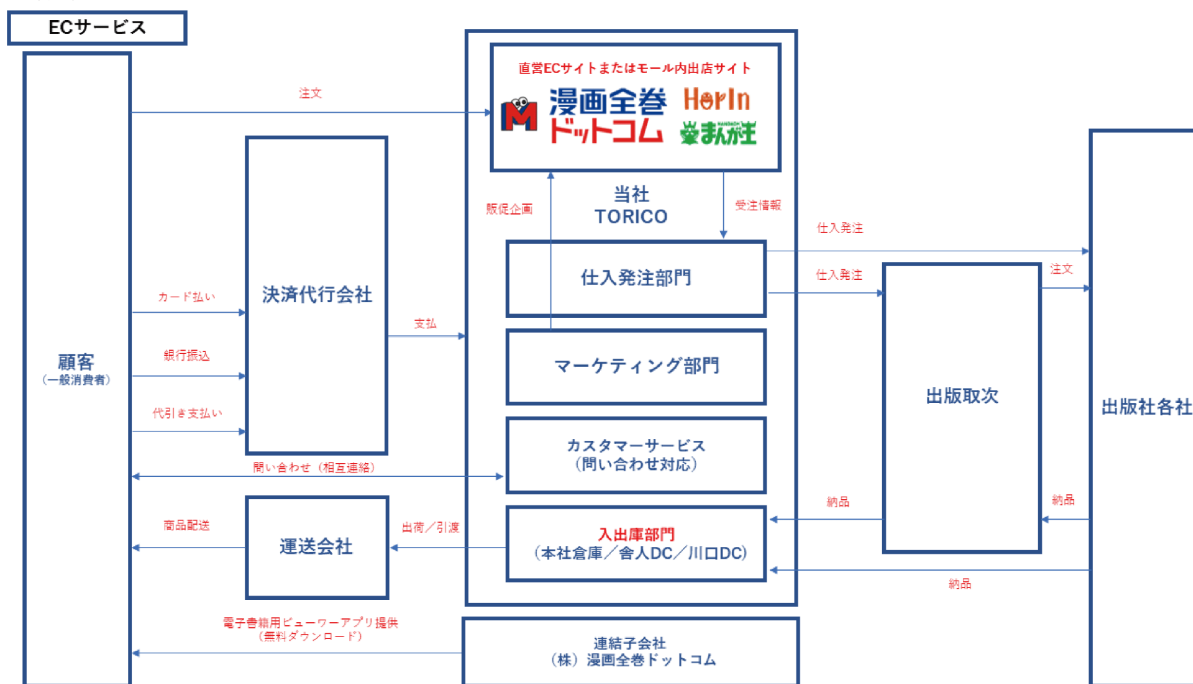 ECサービス
直営ECサイトまたはモール内出店サイト
漫画全巻
ドットコム
HorIn
まんが王
注文
当社
TORICO
販促企画
受注情報
仕入発注
仕入発注部門
仕入発注
注文
決済代行会社
カード払い
支払
銀行振込
顧客
(一般消費者)
マーケティング部門
代引き支払い
出版取次
出版社各社
カスタマーサービス
(問い合わせ対応)
問い合わせ(相互連絡)
納品
納品
商品配送
運送会社
出荷/引渡
入出庫部門
(本社倉庫/舎人DC/川口DC)
納品
電子書籍用ビューワーアプリ提供
(無料ダウンロード)
連結子会社
(株)漫画全巻ドットコム